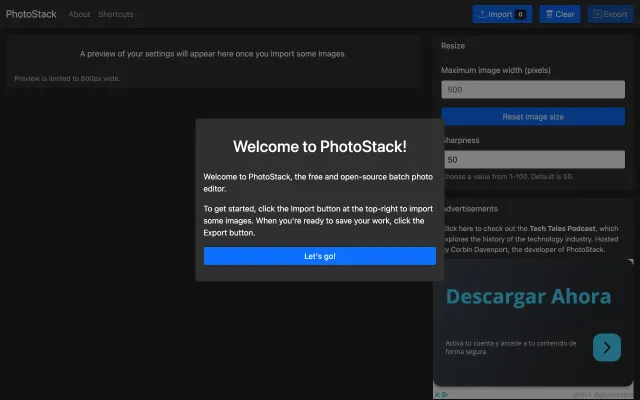 PhotoStack About Shortcuts Import 0 Clear Export
A preview of your settings will appear here once you import some images.
Preview is limited to 800px wide.
Resize
Maximum image width (pixels)
500
Reset image size
Sharpness
50
Choose a value from 1-100. Default is 50.
Welcome to PhotoStack!
Welcome to PhotoStack, the free and open-source batch photo
editor.
To get started, click the Import button at the top-right to import
some images. When you're ready to save your work, click the
Export button.
Let's go!
Advertisements
Click here to check out the Tech Tales Podcast, which
explores the history of the technology industry. Hosted
by Corbin Davenport, the developer of PhotoStack.
Descargar Ahora
Activa tu cuenta y accede a tu contenido de
forma segura